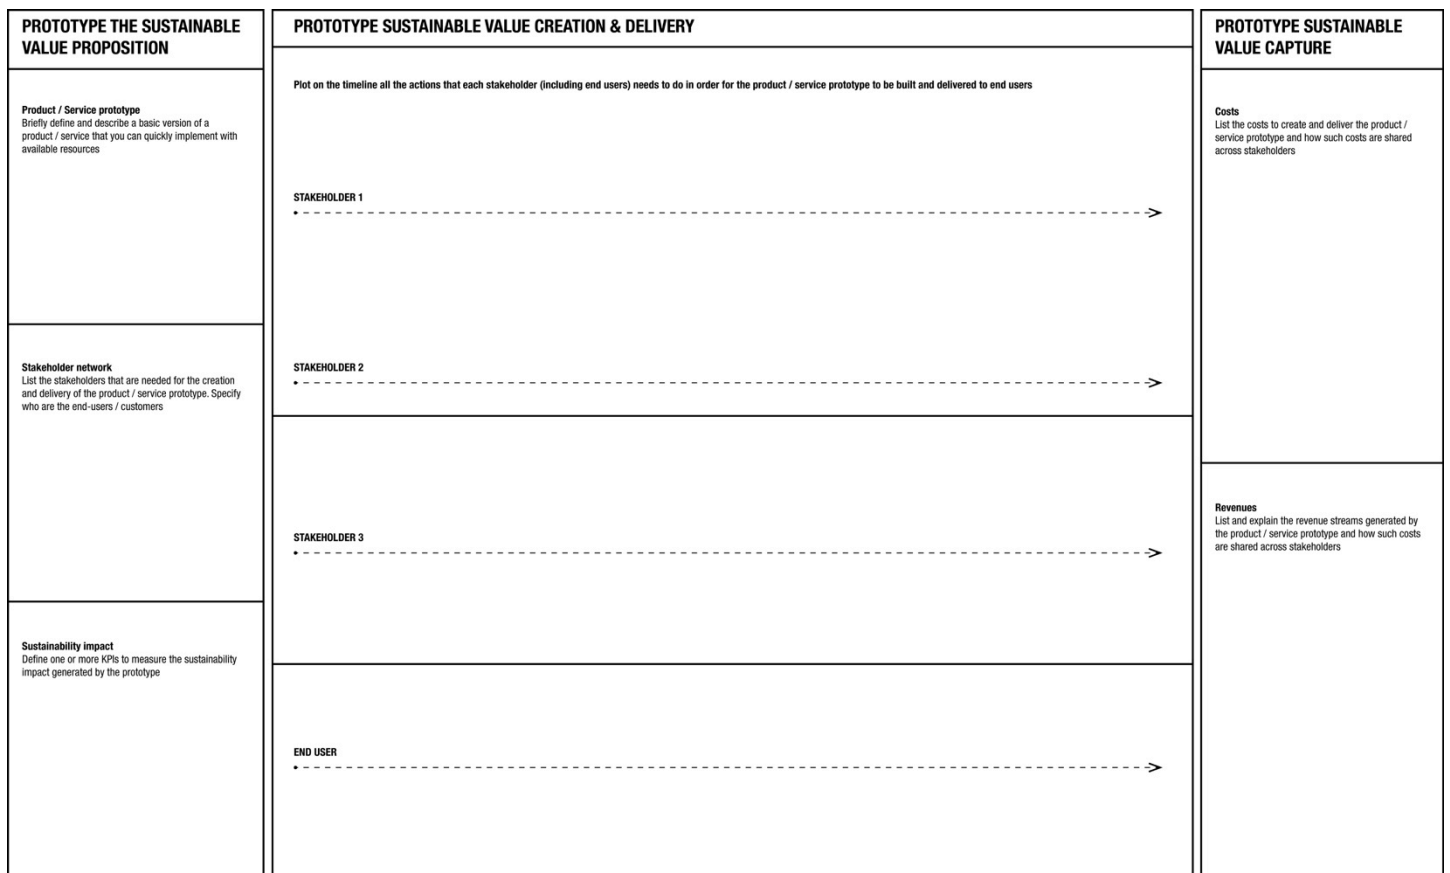 PROTOTYPE THE SUSTAINABLE
VALUE PROPOSITION
Product / Service prototype
Briefly define and describe a basic version of a
product / service that you can quickly implement with
available resources
Stakeholder network
List the stakeholders that are needed for the creation
and delivery of the product / service prototype. Specify
who are the end-users / customers
Sustainability impact
Define one or more KPIs to measure the sustainability
impact generated by the prototype
PROTOTYPE SUSTAINABLE VALUE CREATION & DELIVERY
Plot on the timeline all the actions that each stakeholder (including end users) needs to do in order for the product / service prototype to be built and delivered to end users
STAKEHOLDER 1
STAKEHOLDER 2
STAKEHOLDER 3
END USER
PROTOTYPE SUSTAINABLE
VALUE CAPTURE
Costs
List the costs to create and deliver the product /
service prototype and how such costs are shared
across stakeholders
Revenues
List and explain the revenue streams generated by
the product / service prototype and how such costs
are shared across stakeholders